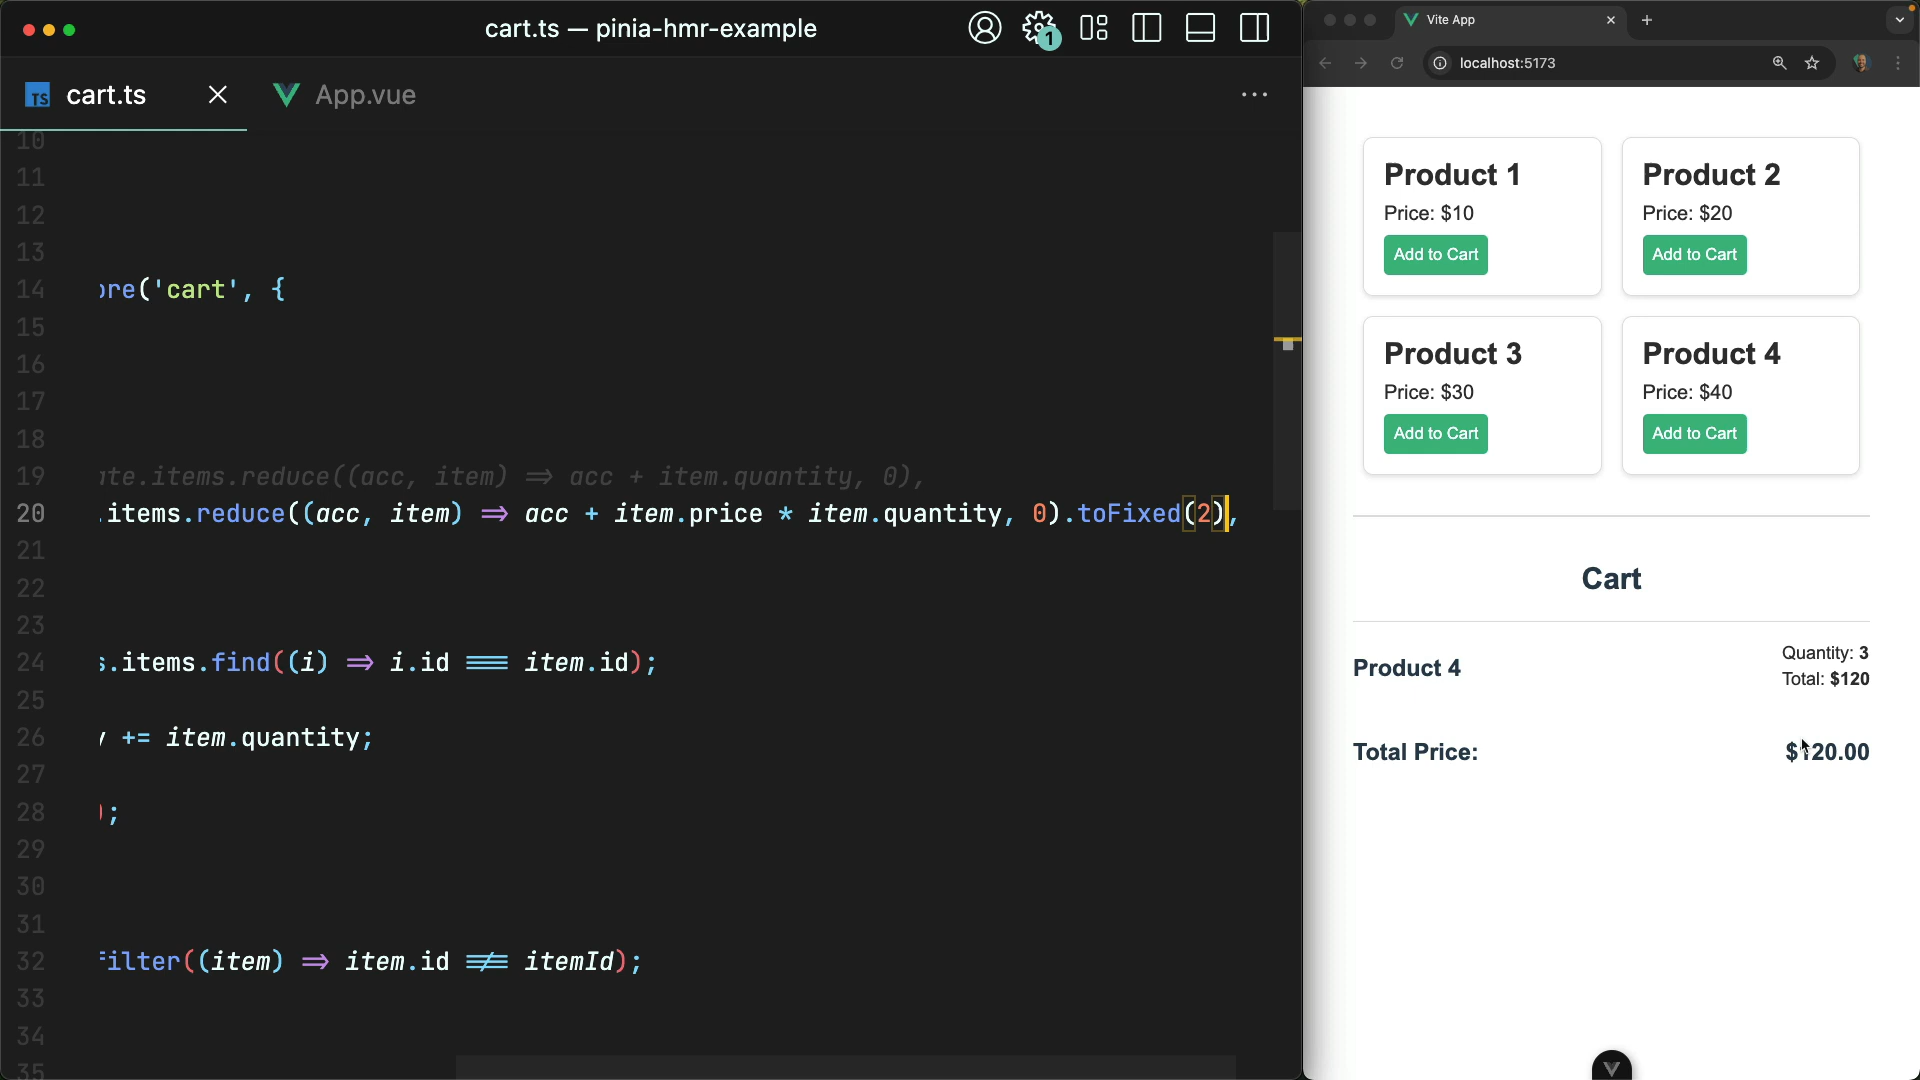 cart.ts — pinia-hmr-example
1
TS cart.ts
App.vue
10
11
12
13
14 ore('cart', {
15
16
17
18
19 ate.items.reduce((acc, item) => acc + item.quantity, 0),
20 .items.reduce((acc, item) => acc + item.price * item.quantity, 0).toFixed(2),
21
22
23
24 s.items.find((i) => i.id === item.id);
25
26 y += item.quantity;
27
28 );
29
30
31
32 filter((item) => item.id !== itemId);
33
34
35
Vite App
localhost:5173
Product 1
Price: $10
Add to Cart
Product 2
Price: $20
Add to Cart
Product 3
Price: $30
Add to Cart
Product 4
Price: $40
Add to Cart
Cart
Product 4
Quantity: 3
Total: $120
Total Price:
$120.00